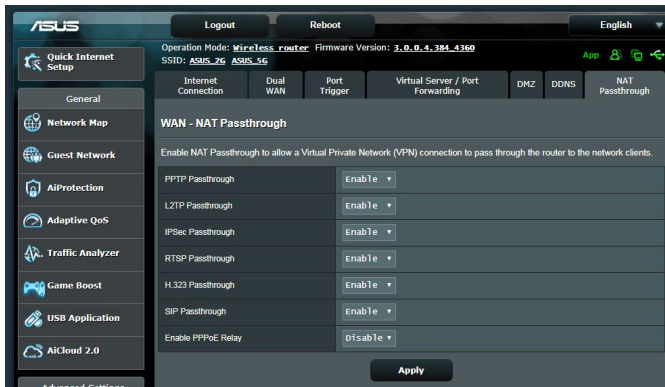 ASUS
Logout
Reboot
English
Quick Internet
Setup
Operation Mode: Wireless router Firmware Version: 3.0.0.4.384_4360
SSID: ASUS_2G ASUS_5G
App
Internet
Connection
Dual
WAN
Port
Trigger
Virtual Server / Port
Forwarding
DMZ
DDNS
NAT
Passthrough
General
Network Map
Guest Network
AiProtection
Adaptive QoS
Traffic Analyzer
Game Boost
USB Application
AiCloud 2.0
Advanced Settings
WAN - NAT Passthrough
Enable NAT Passthrough to allow a Virtual Private Network (VPN) connection to pass through the router to the network clients.
PPTP Passthrough Enable
L2TP Passthrough Enable
IPSec Passthrough Enable
RTSP Passthrough Enable
H.323 Passthrough Enable
SIP Passthrough Enable
Enable PPPoE Relay Disable
Apply